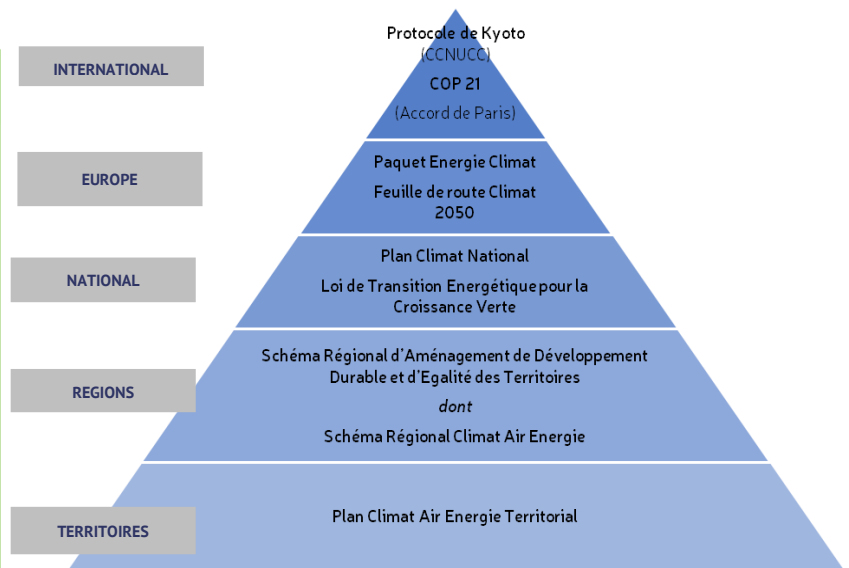 Protocole de Kyoto
(CCNUCC)
INTERNATIONAL
COP 21
(Accord de Paris)
Paquet Energie Climat
EUROPE
Feuille de route Climat
2050
Plan Climat National
NATIONAL
Loi de Transition Energétique pour la
Croissance Verte
Schéma Régional d'Aménagement de Développement
Durable et d'Egalité des Territoires
REGIONS
dont
Schéma Régional Climat Air Energie
Plan Climat Air Energie Territorial
TERRITOIRES